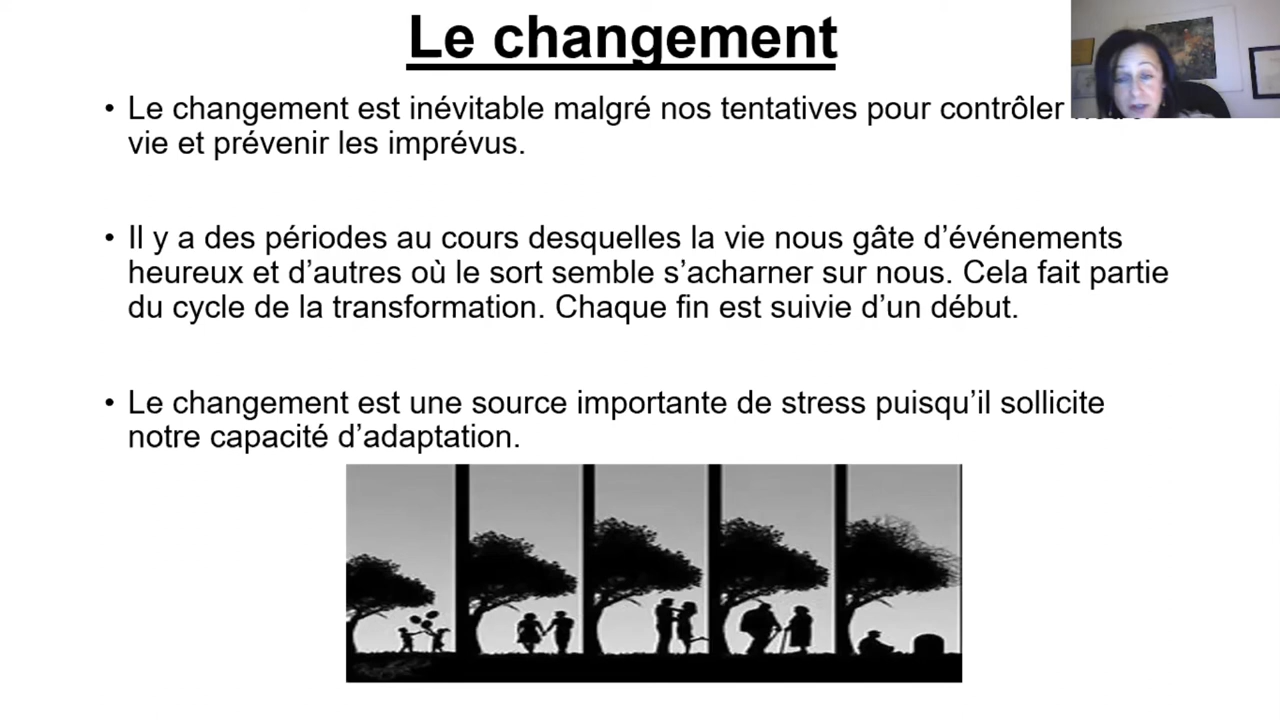 Le changement
• Le changement est inévitable malgré nos tentatives pour contrôler
vie et prévenir les imprévus.
• Il y a des périodes au cours desquelles la vie nous gâte d’événements
heureux et d’autres où le sort semble s’acharner sur nous. Cela fait partie
du cycle de la transformation. Chaque fin est suivie d’un début.
• Le changement est une source importante de stress puisqu’il sollicite
notre capacité d’adaptation.